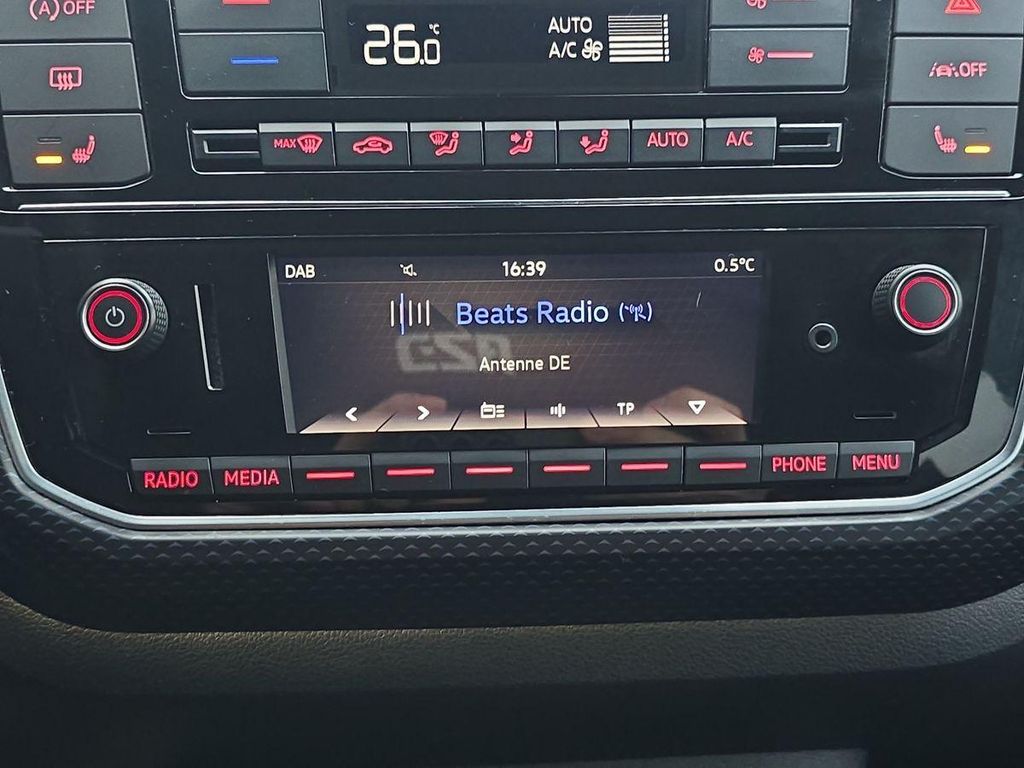 (A) OFF
26.0 °C
AUTO
A/C
OFF
MAX
AUTO
A/C
DAB
16:39
0.5°C
Beats Radio
Antenne DE
TP
RADIO
MEDIA
PHONE
MENU